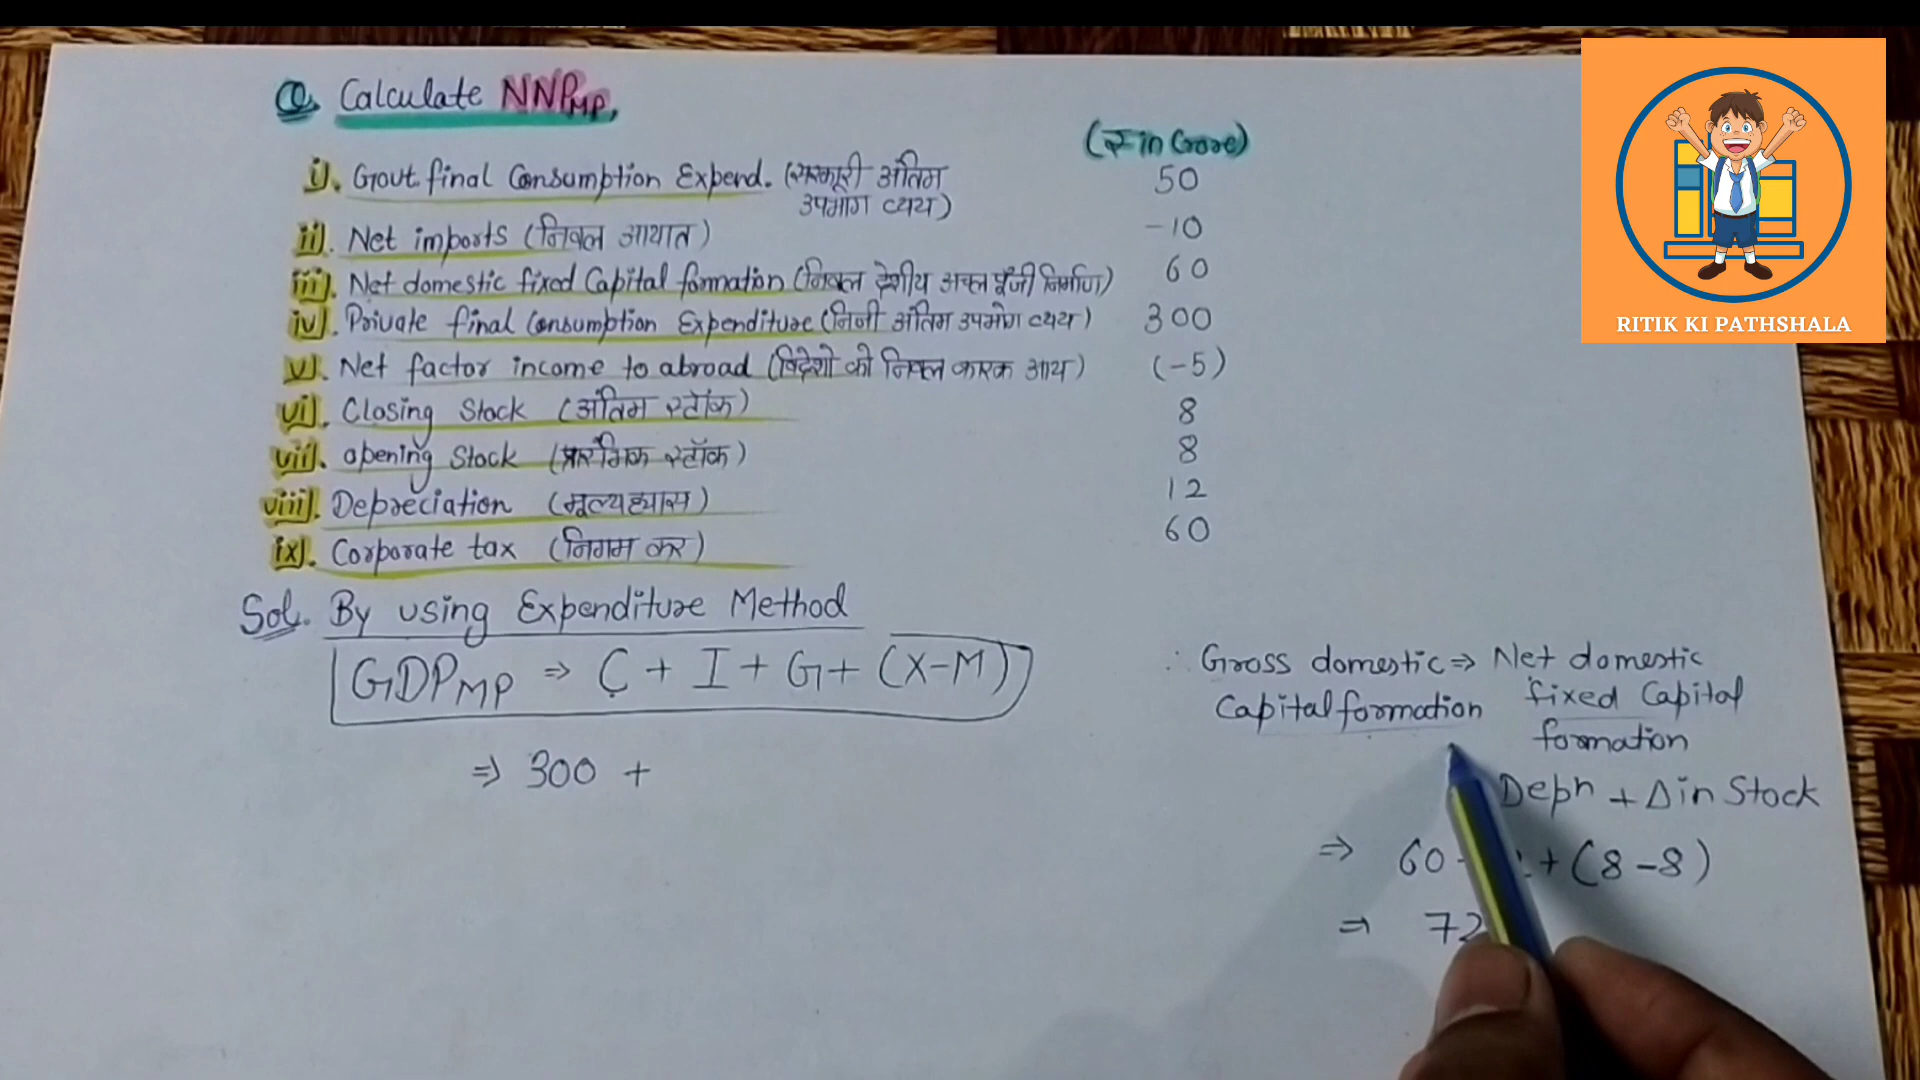 Q. Calculate NNPMP.
(₹ in Crore)
i). Govt. final Consumption Expend. (सरकारी अंतिम उपभोग व्यय) 50
ii). Net imports (निवल आयात) -10
iii). Net domestic fixed Capital formation (निवल देशीय अचल पूँजी निर्माण) 60
iv). Private final Consumption Expenditure (निजी अंतिम उपभोग व्यय) 300
v). Net factor income to abroad (विदेशो को निवल कारक आय) (-5)
vi). Closing Stock (अंतिम स्टॉक) 8
vii). opening Stock (प्रारंभिक स्टॉक) 8
viii). Depreciation (मूल्यह्यास) 12
ix). Corporate tax (निगम कर) 60
Sol. By using Expenditure Method
GDPMP ⇒ C + I + G + (X-M)
⇒ 300 +
∴ Gross domestic ⇒ Net domestic
Capital formation fixed Capital
formation
Depn + Δ in Stock
⇒ 60 + (8-8)
⇒ 72
RITIK KI PATHSHALA